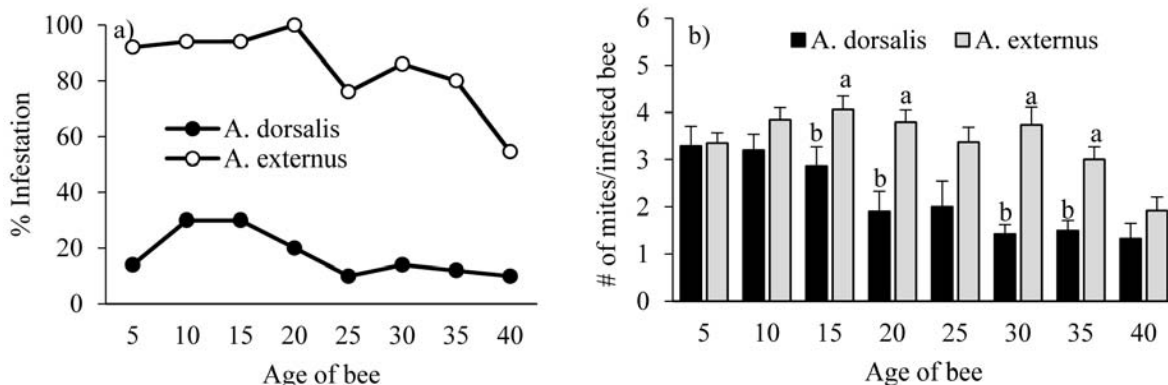 a)
% Infestation
100
80
60
40
20
0
A. dorsalis
A. externus
5 10 15 20 25 30 35 40
Age of bee
b)
# of mites/infested bee
6
5
4
3
2
1
0
A. dorsalis A. externus
b a
b a
b a
b a
5 10 15 20 25 30 35 40
Age of bee